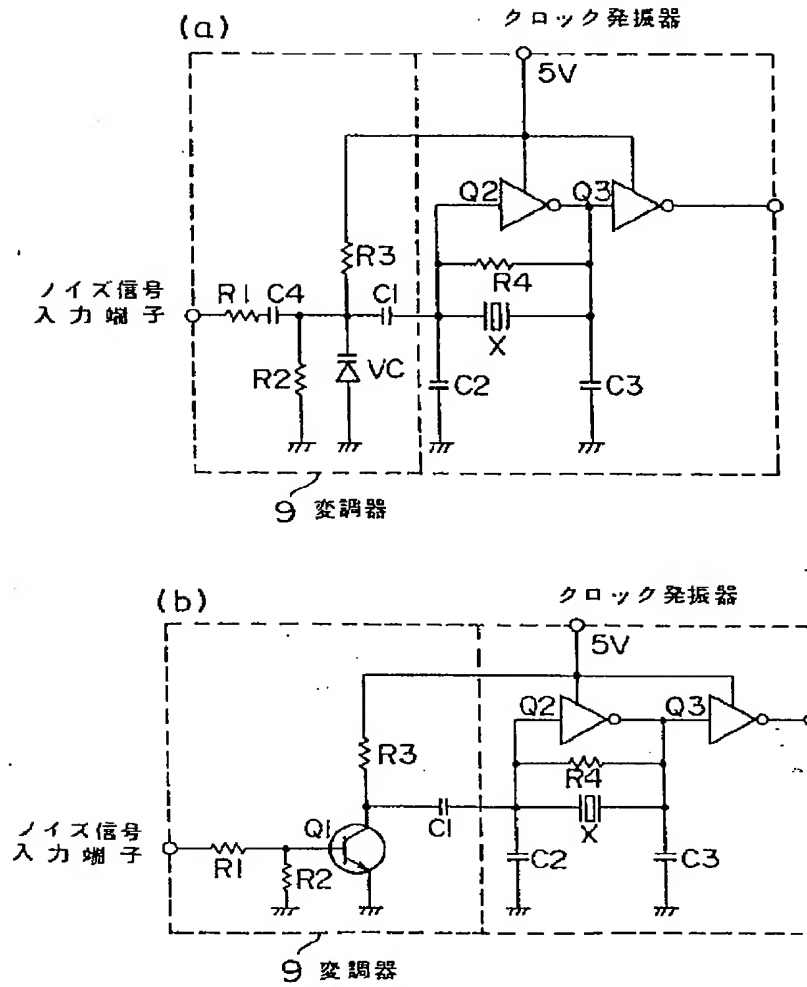 (a)
クロック発振器
5V
Q2
Q3
R3
R4
ノイズ信号
入力端子
R1
C4
C1
X
R2
VC
C2
C3
9 変調器
(b)
クロック発振器
5V
Q2
Q3
R3
R4
ノイズ信号
入力端子
Q1
C1
X
R1
R2
C2
C3
9 変調器